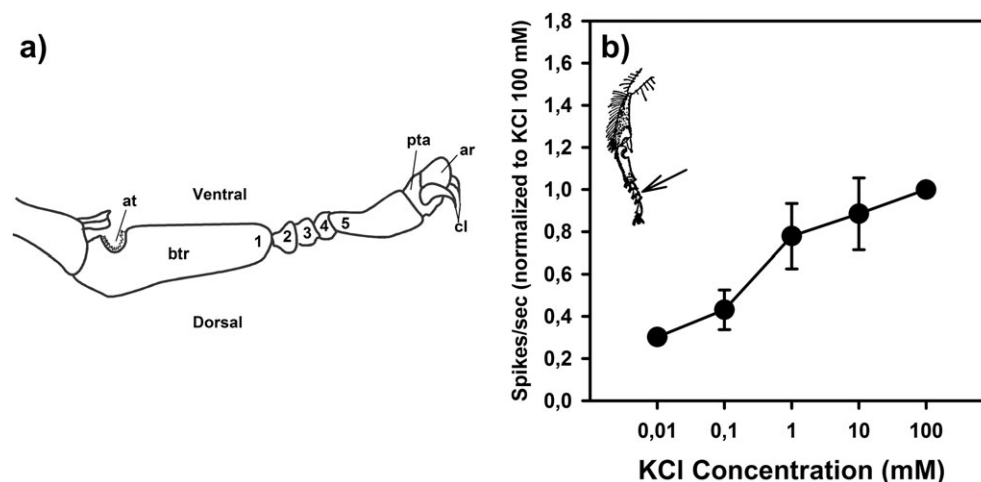 a)
pta
ar
Ventral
at
5
4
3
2
1
cl
btr
Dorsal
b)
Spikes/sec (normalized to KCl 100 mM)
1,8
1,6
1,4
1,2
1,0
0,8
0,6
0,4
0,2
0,0
0,01 0,1 1 10 100
KCl Concentration (mM)